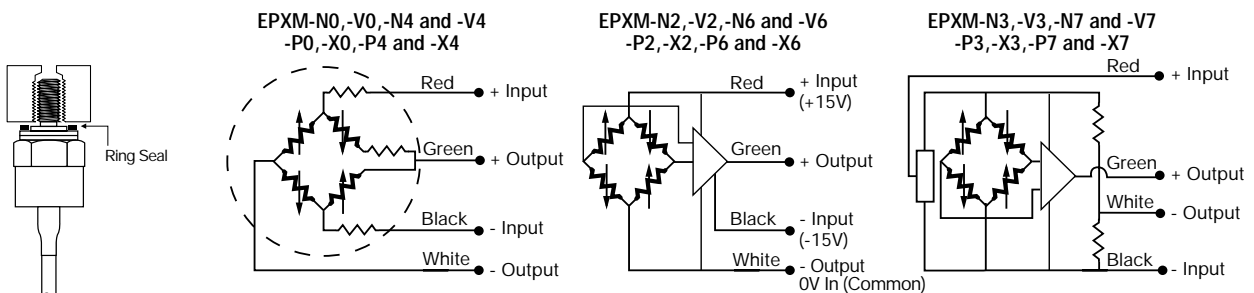 EPXM-N0,-V0,-N4 and -V4
-P0,-X0,-P4 and -X4
Red
+ Input
Green
+ Output
Black
- Input
White
- Output
Ring Seal
EPXM-N2,-V2,-N6 and -V6
-P2,-X2,-P6 and -X6
Red
+ Input
(+15V)
Green
+ Output
Black
- Input
(-15V)
White
- Output
0V In (Common)
EPXM-N3,-V3,-N7 and -V7
-P3,-X3,-P7 and -X7
Red
+ Input
Green
+ Output
White
- Output
Black
- Input